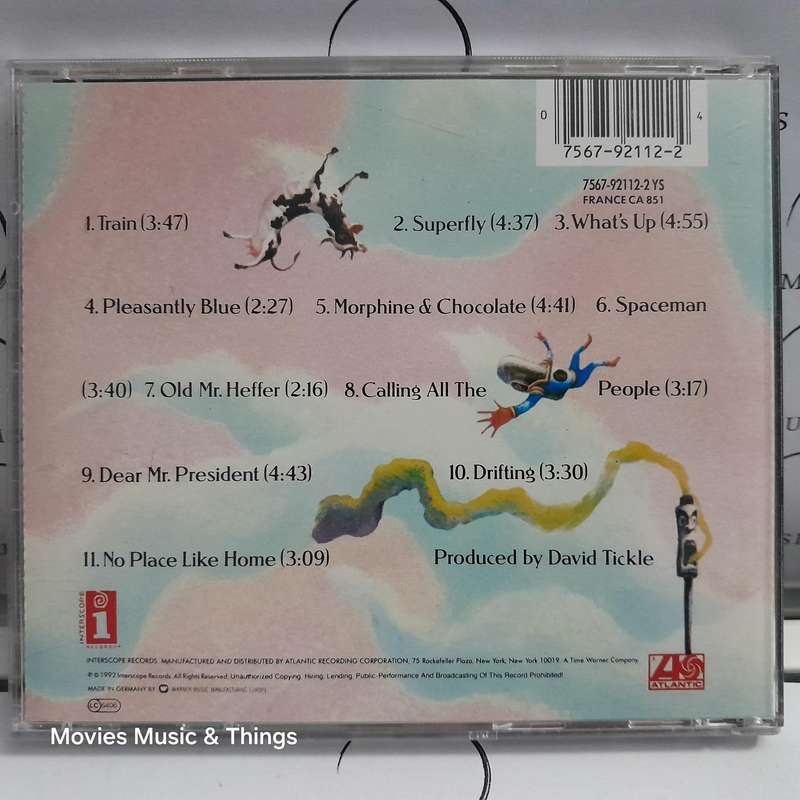 0 4
7567-92112-2
7567-92112-2 YS
FRANCE CA 851
1. Train (3:47) 2. Superfly (4:37) 3. What's Up (4:55)
4. Pleasantly Blue (2:27) 5. Morphine & Chocolate (4:41) 6. Spaceman
(3:40) 7. Old Mr. Heffer (2:16) 8. Calling All The People (3:17)
9. Dear Mr. President (4:43) 10. Drifting (3:30)
11. No Place Like Home (3:09) Produced by David Tickle
INTERSCOPE
i
RECORDS
INTERSCOPE RECORDS. MANUFACTURED AND DISTRIBUTED BY ATLANTIC RECORDING CORPORATION, 75 Rockefeller Plaza, New York, New York 10019. A Time Warner Company.
℗ © 1992 Interscope Records. All Rights Reserved. Unauthorized Copying, Hiring, Lending, Public Performance And Broadcasting Of This Record Prohibited!
MADE IN GERMANY BY WARNER MUSIC MANUFACTURING EUROPE
LC 6406
ATLANTIC
Movies Music & Things